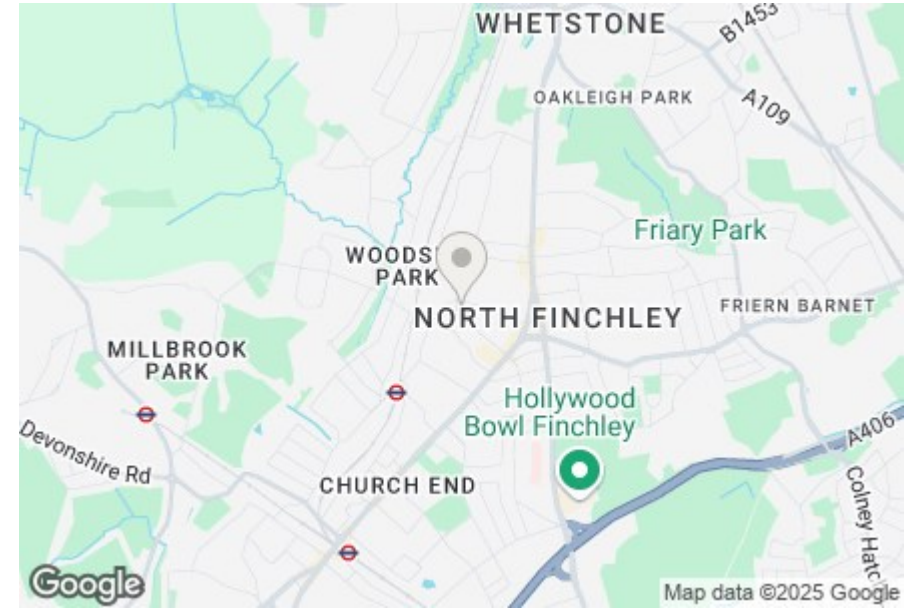 WHETSTONE
B1453
OAKLEIGH PARK
A109
Friary Park
WOODS
PARK
NORTH FINCHLEY
FRIERN BARNET
MILLBROOK
PARK
Hollywood
Bowl Finchley
Devonshire Rd
A406
CHURCH END
Colney Hatch
Google
Map data ©2025 Google